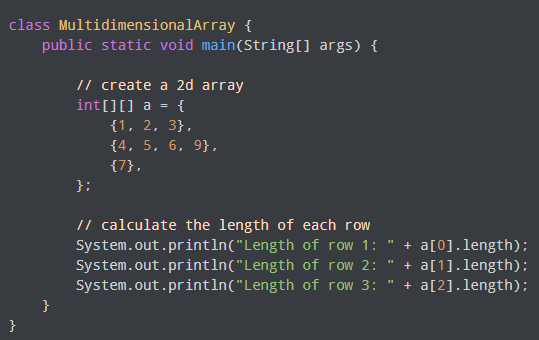 class MultidimensionalArray {
    public static void main(String[] args) {

        // create a 2d array
        int[][] a = {
            {1, 2, 3},
            {4, 5, 6, 9},
            {7},
        };

        // calculate the length of each row
        System.out.println("Length of row 1: " + a[0].length);
        System.out.println("Length of row 2: " + a[1].length);
        System.out.println("Length of row 3: " + a[2].length);
    }
}